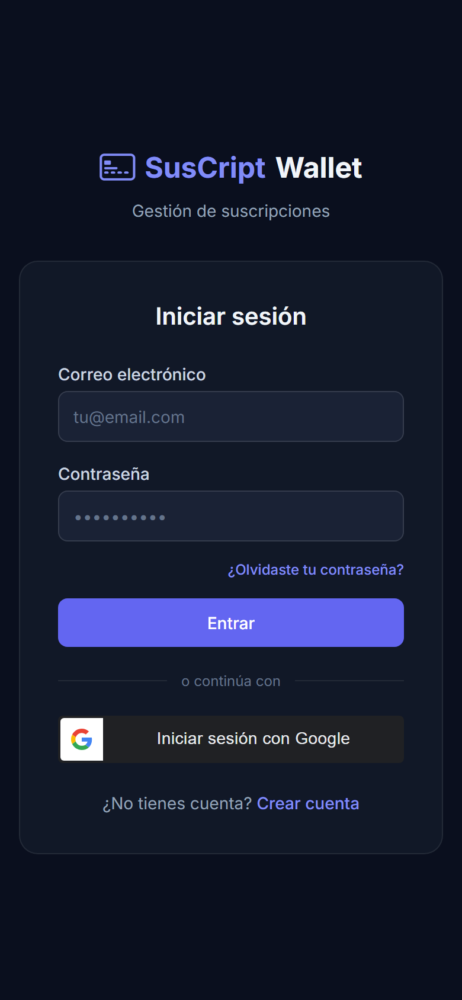 SusCript Wallet
Gestión de suscripciones
Iniciar sesión
Correo electrónico
tu@email.com
Contraseña
••••••••••
¿Olvidaste tu contraseña?
Entrar
o continúa con
Iniciar sesión con Google
¿No tienes cuenta? Crear cuenta